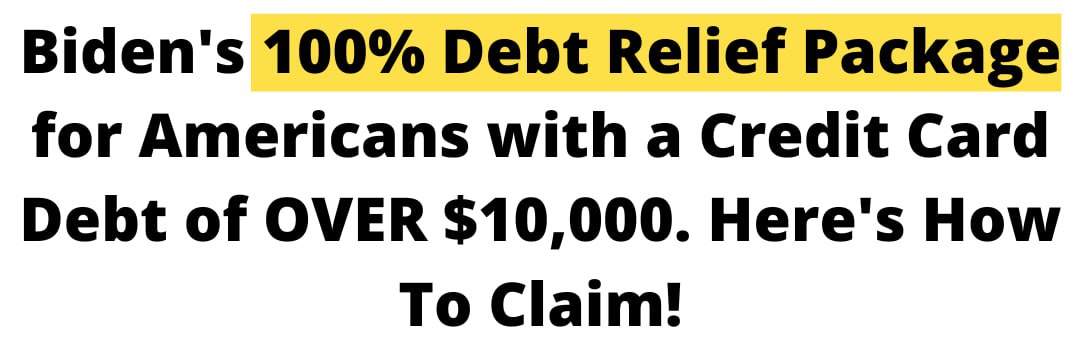 Biden's 100% Debt Relief Package
for Americans with a Credit Card
Debt of OVER $10,000. Here's How
To Claim!